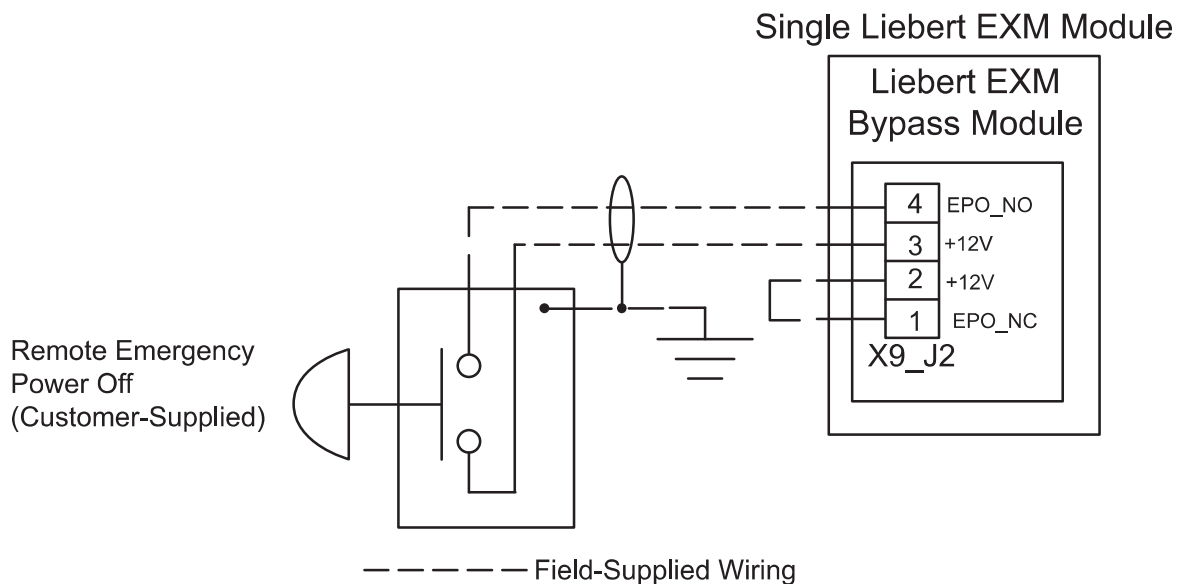 Single Liebert EXM Module
Liebert EXM
Bypass Module
4 EPO_NO
3 +12V
2 +12V
1 EPO_NC
X9_J2
Remote Emergency
Power Off
(Customer-Supplied)
Field-Supplied Wiring